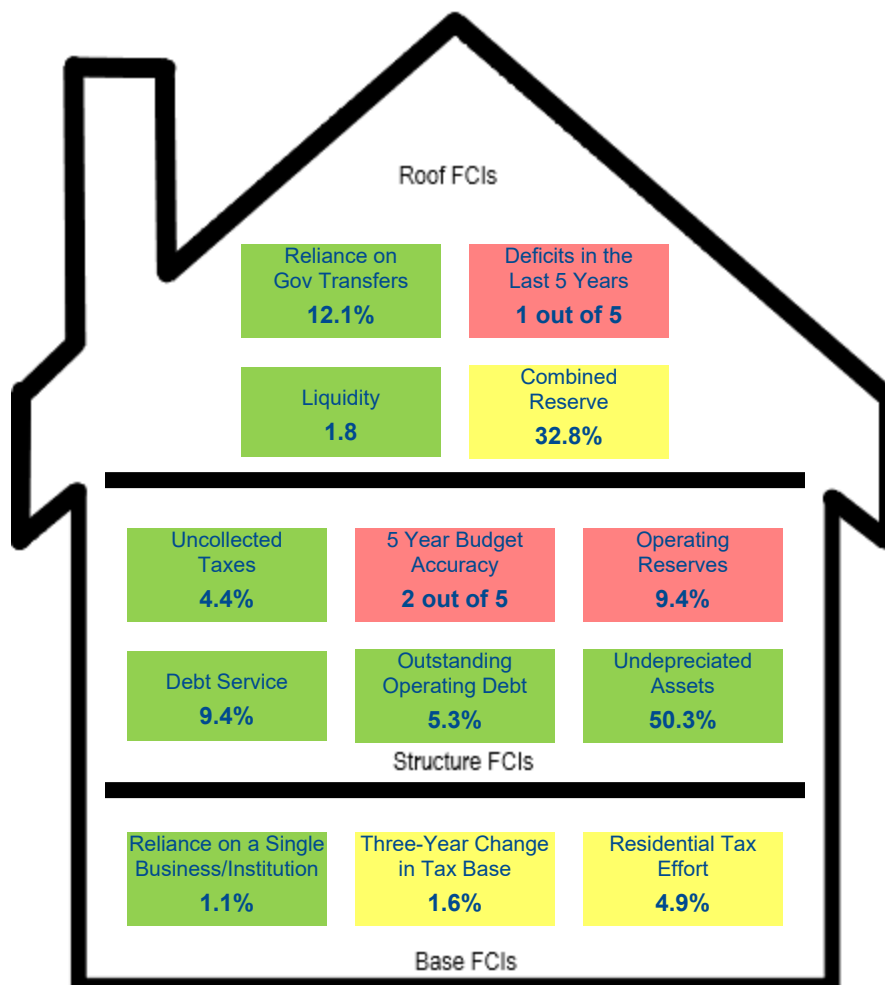 Roof FCIs
Reliance on
Gov Transfers
12.1%
Deficits in the
Last 5 Years
1 out of 5
Liquidity
1.8
Combined
Reserve
32.8%
Uncollected
Taxes
4.4%
5 Year Budget
Accuracy
2 out of 5
Operating
Reserves
9.4%
Debt Service
9.4%
Outstanding
Operating Debt
5.3%
Undepreciated
Assets
50.3%
Structure FCIs
Reliance on a Single
Business/Institution
1.1%
Three-Year Change
in Tax Base
1.6%
Residential Tax
Effort
4.9%
Base FCIs